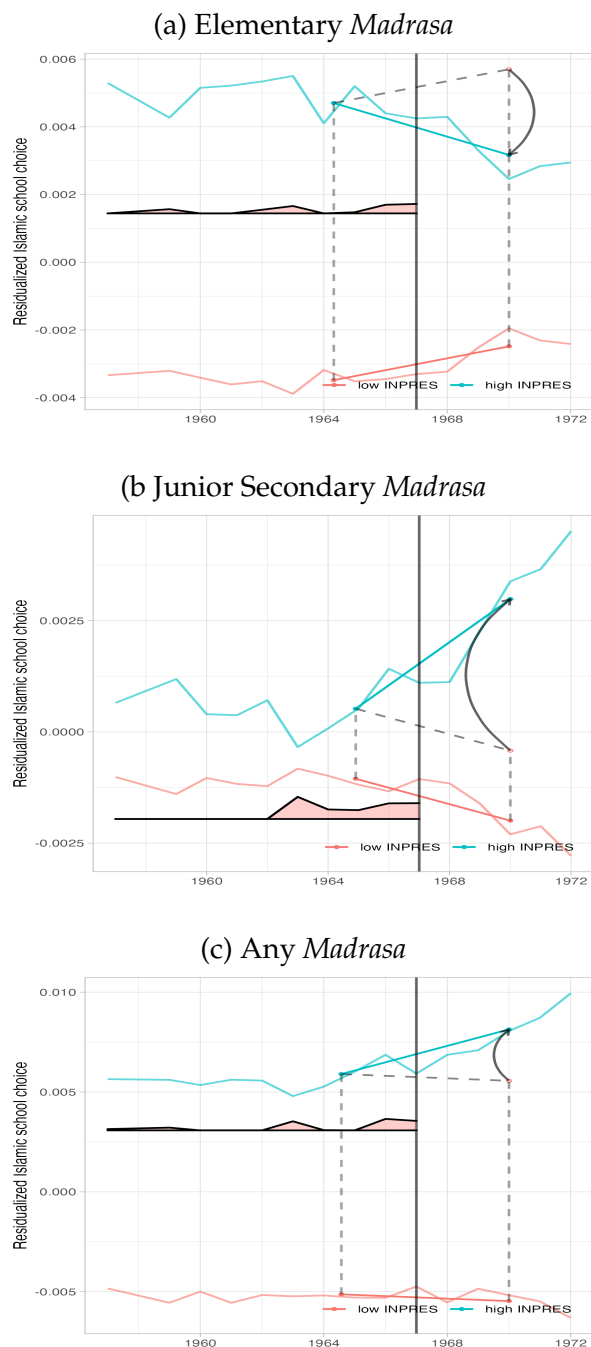 (a) Elementary Madrasa
0.006
0.004
0.002
0.000
-0.002
-0.004
Residualized Islamic school choice
low INPRES high INPRES
1960 1964 1968 1972
(b Junior Secondary Madrasa
0.0025
0.0000
-0.0025
Residualized Islamic school choice
low INPRES high INPRES
1960 1964 1968 1972
(c) Any Madrasa
0.010
0.005
0.000
-0.005
Residualized Islamic school choice
low INPRES high INPRES
1960 1964 1968 1972